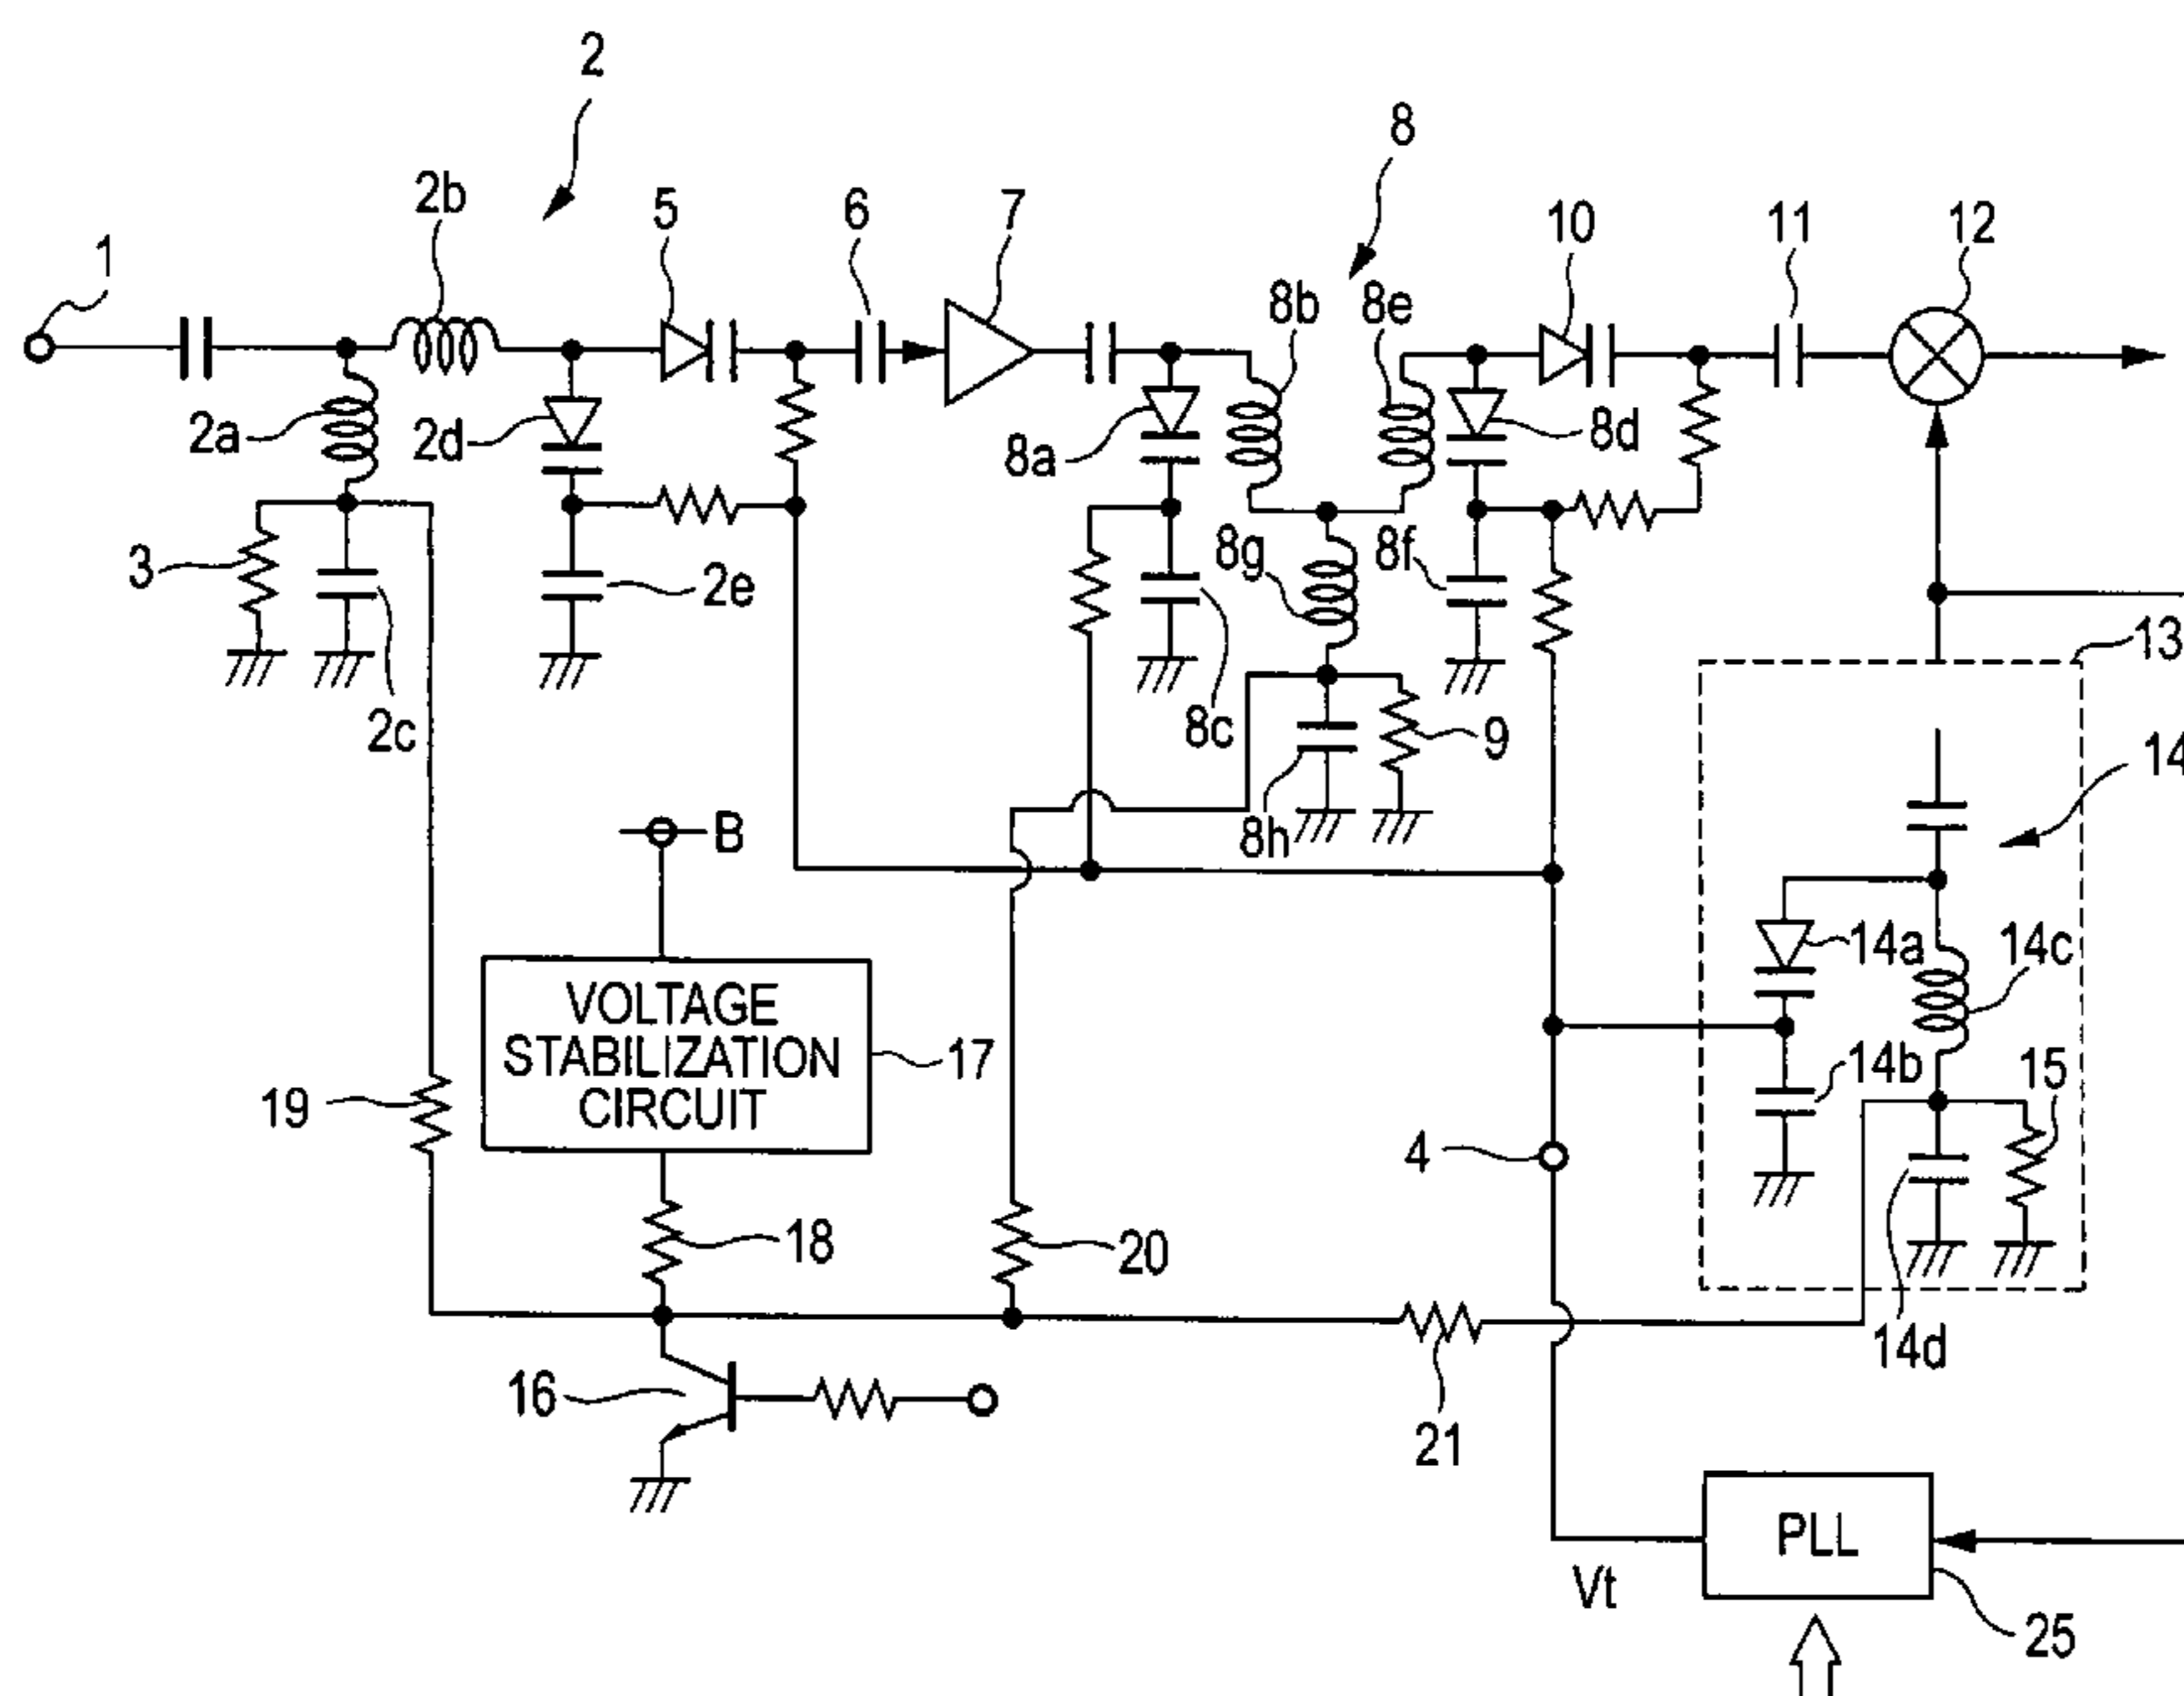 2
8
2b
5
6
7
10
11
12
1
8b
8e
2a
2d
8a
8d
3
2e
8g
8f
13
2c
8c
9
14
B
8h
14a
14c
VOLTAGE
STABILIZATION
CIRCUIT
17
14b
15
19
4
18
20
14d
16
21
PLL
Vt
25